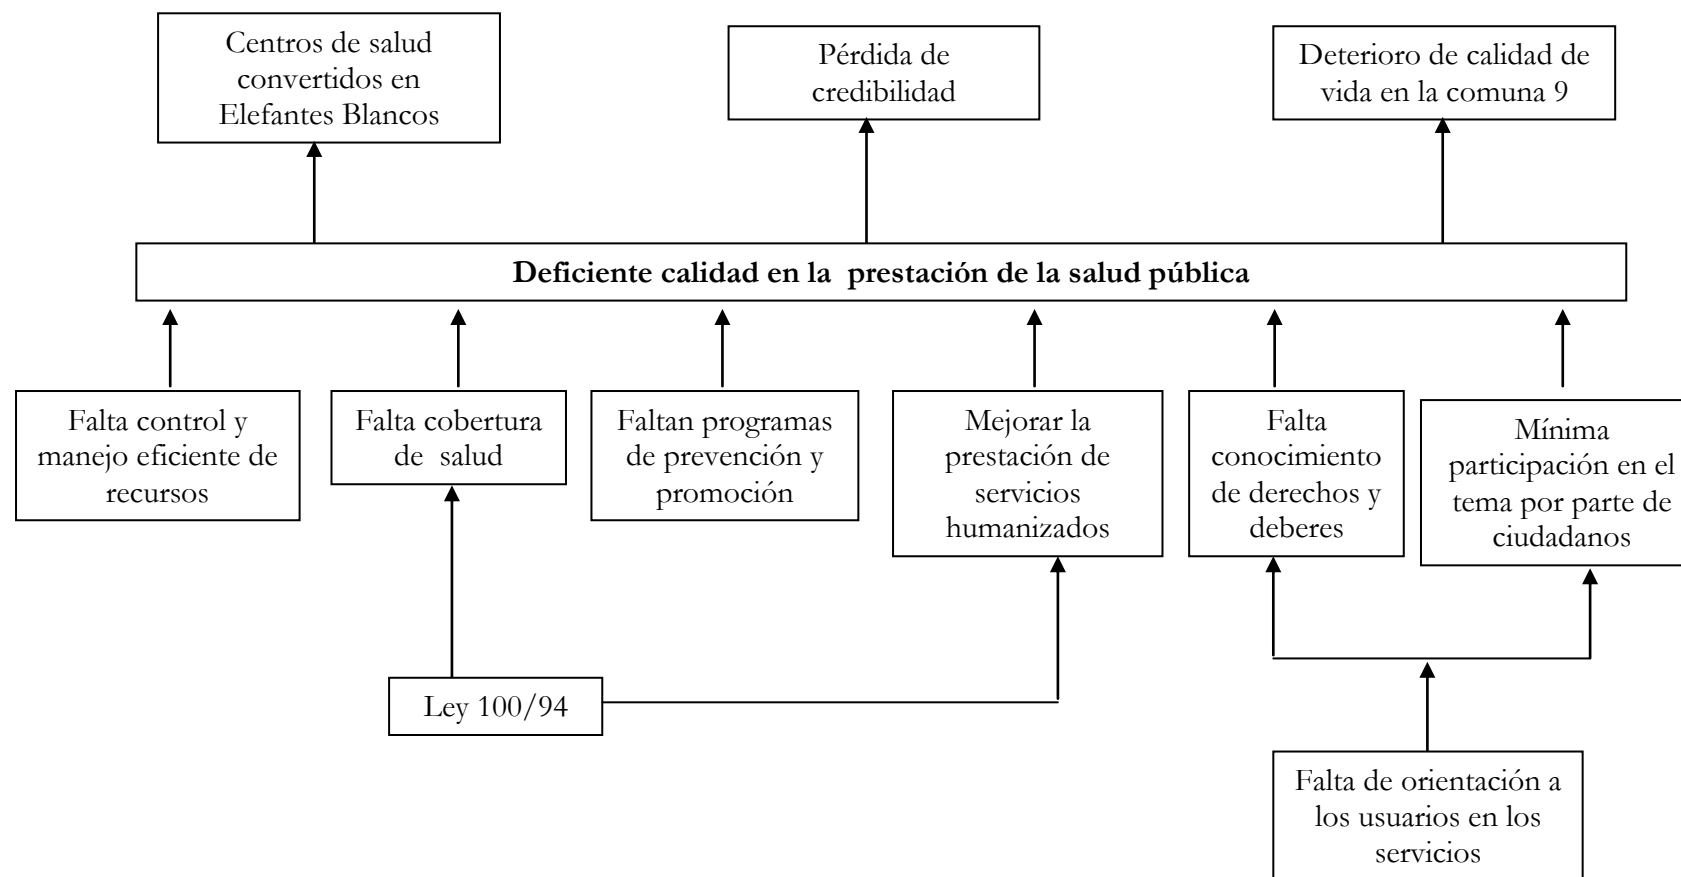 Centros de salud
convertidos en
Elefantes Blancos
Pérdida de
credibilidad
Deterioro de calidad de
vida en la comuna 9
Deficiente calidad en la prestación de la salud pública
Falta control y
manejo eficiente de
recursos
Falta cobertura
de salud
Faltan programas
de prevención y
promoción
Mejorar la
prestación de
servicios
humanizados
Falta
conocimiento
de derechos y
deberes
Mínima
participación en el
tema por parte de
ciudadanos
Ley 100/94
Falta de orientación a
los usuarios en los
servicios